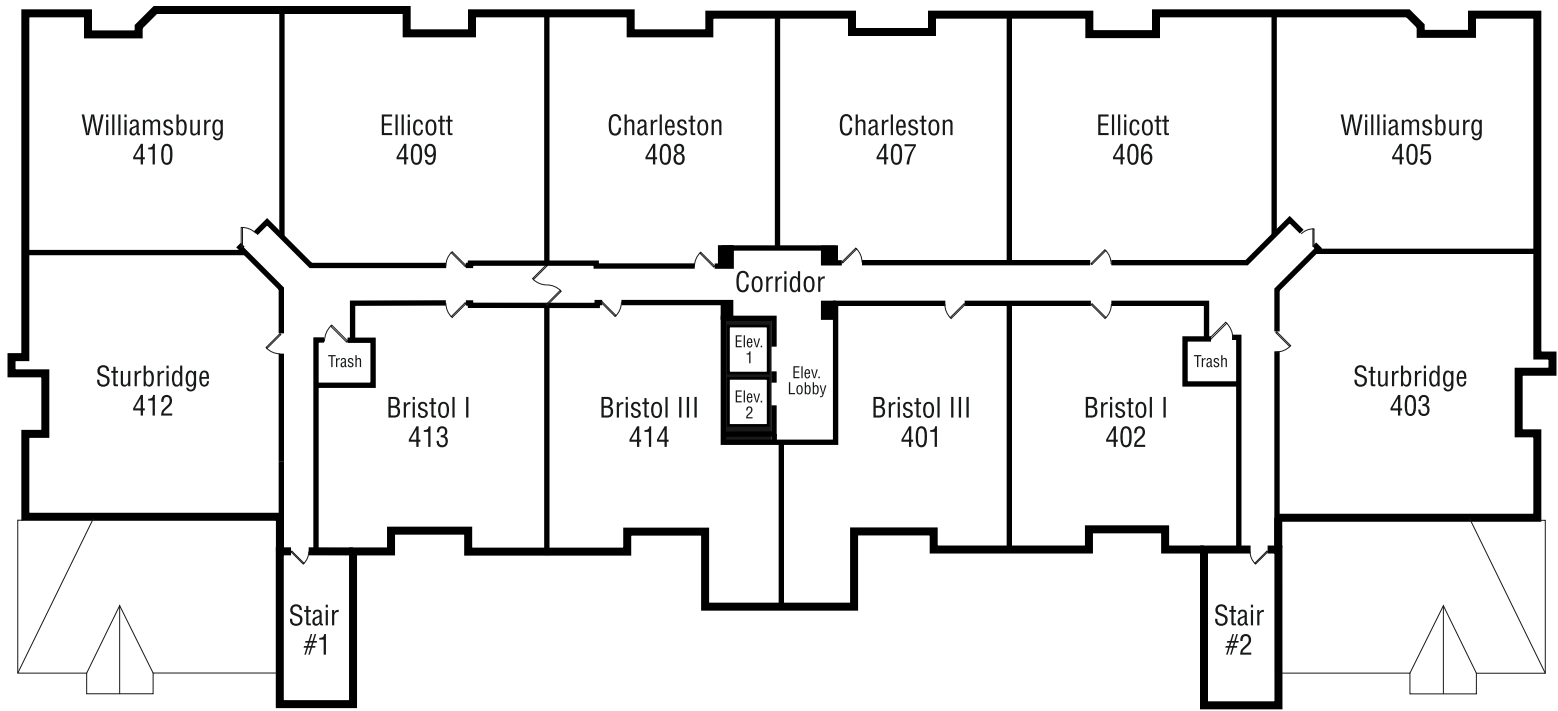 Williamsburg
410
Ellicott
409
Charleston
408
Charleston
407
Ellicott
406
Williamsburg
405
Corridor
Elev.
1
Elev.
2
Elev.
Lobby
Trash
Trash
Sturbridge
412
Bristol I
413
Bristol III
414
Bristol III
401
Bristol I
402
Sturbridge
403
Stair
#1
Stair
#2